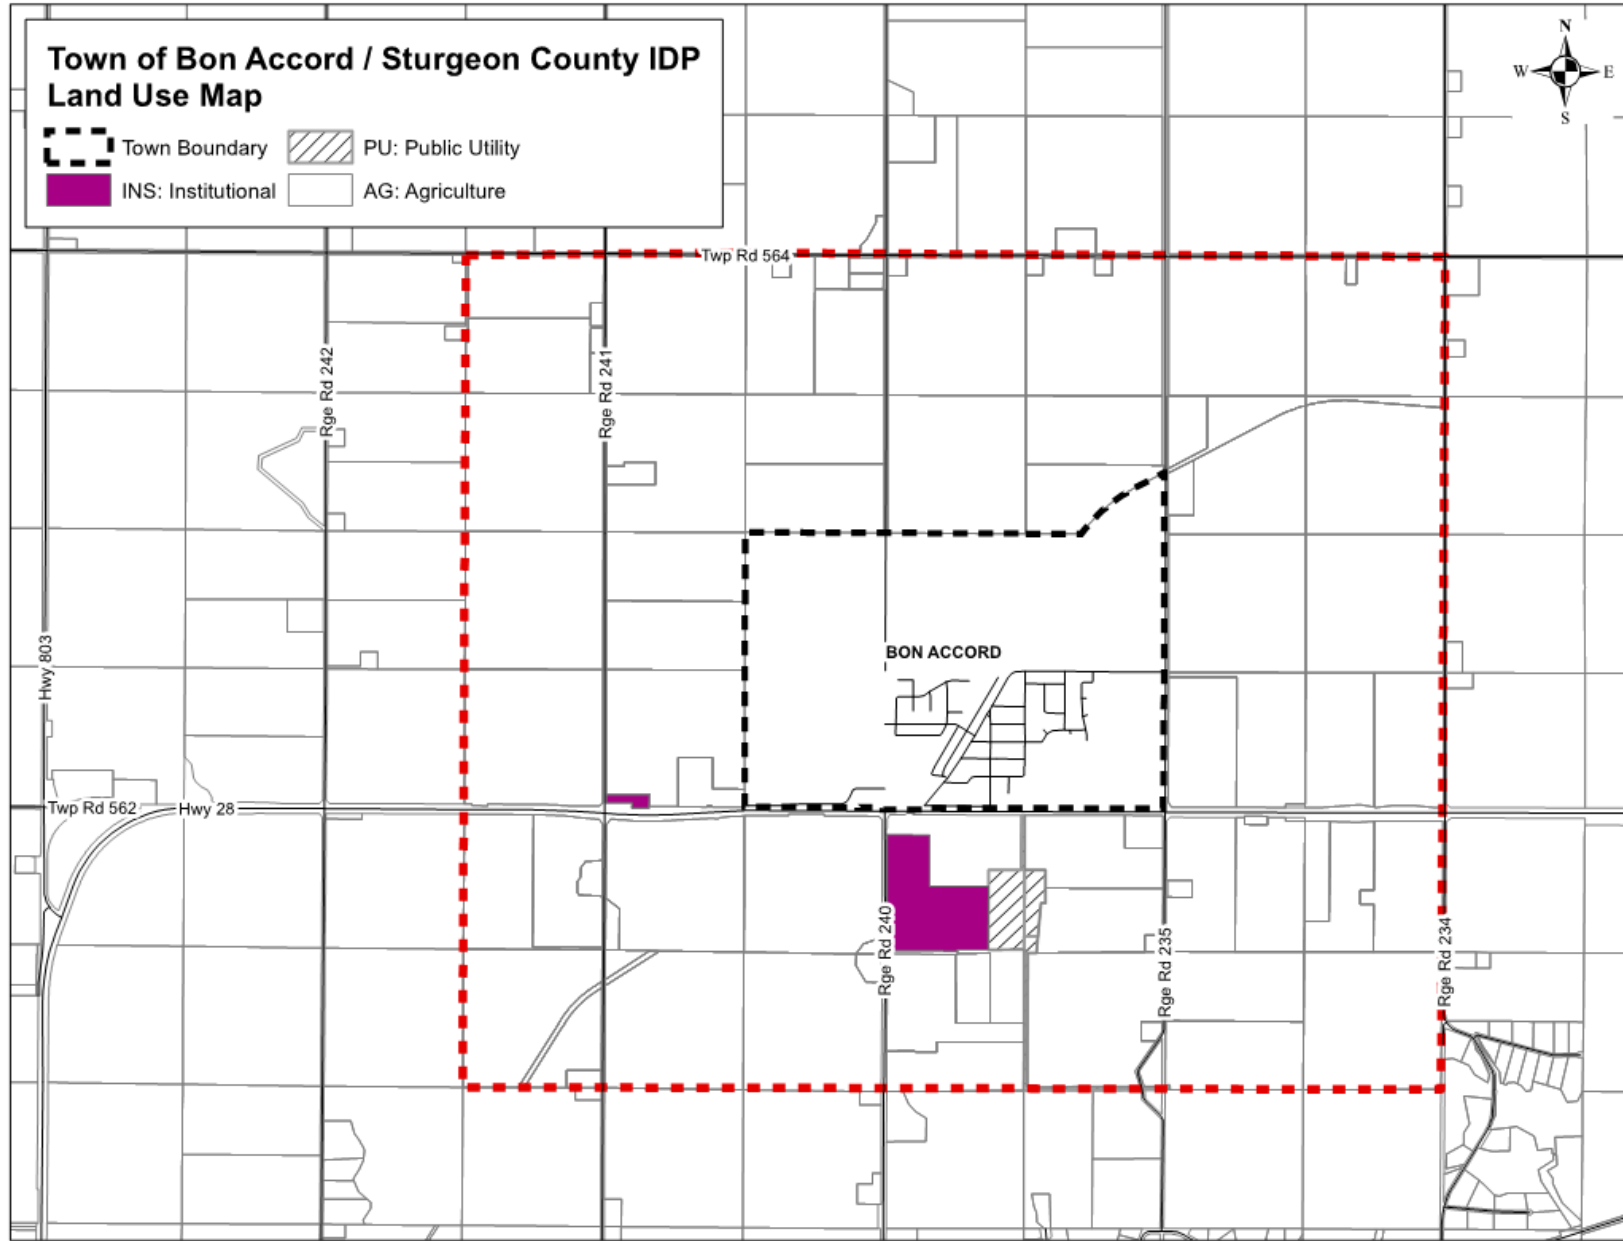 Town of Bon Accord / Sturgeon County IDP
Land Use Map
Town Boundary
PU: Public Utility
INS: Institutional
AG: Agriculture
N
W
E
S
Twp Rd 564
Rge Rd 242
Rge Rd 241
Hwy 803
BON ACCORD
Twp Rd 562
Hwy 28
Rge Rd 240
Rge Rd 235
Rge Rd 234